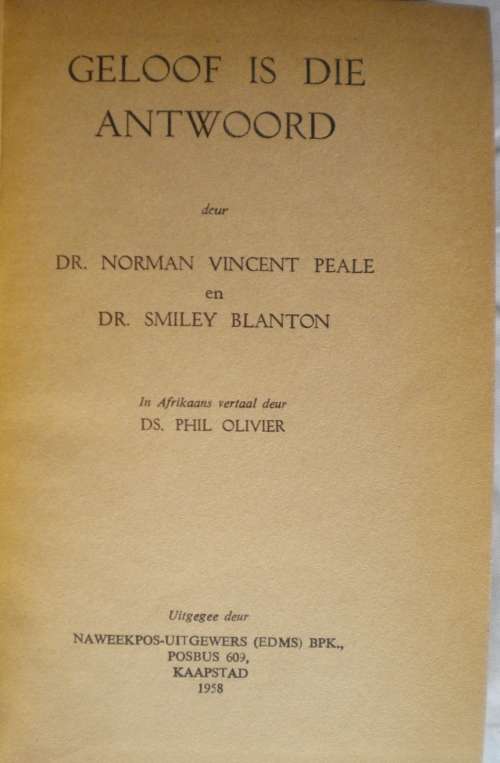 GELOOF IS DIE
ANTWOORD
deur
DR. NORMAN VINCENT PEALE
en
DR. SMILEY BLANTON
In Afrikaans vertaal deur
DS. PHIL OLIVIER
Uitgegee deur
NAWEEKPOS-UITGEWERS (EDMS) BPK.,
POSBUS 609,
KAAPSTAD
1958